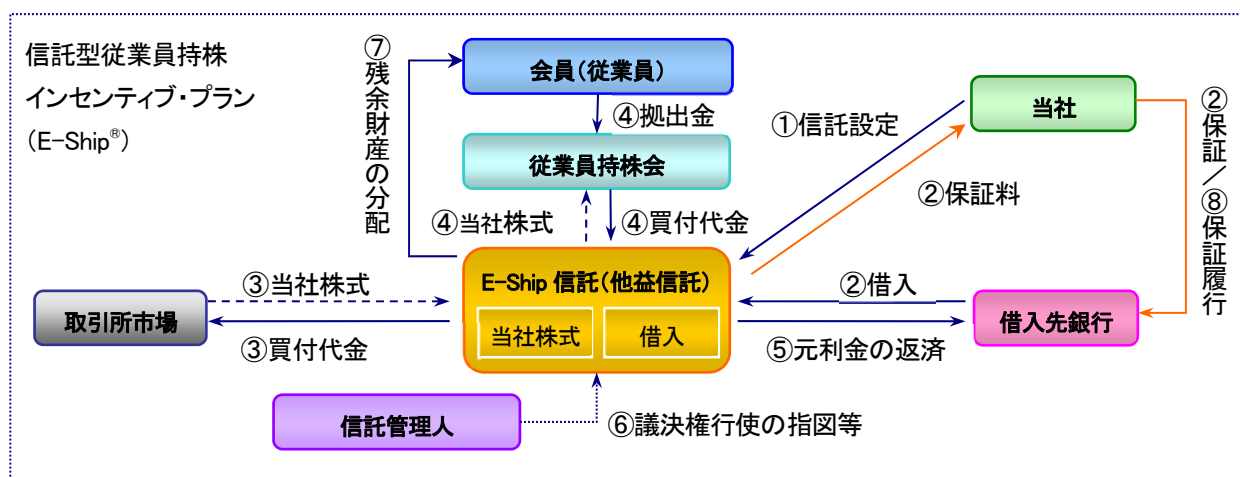 信託型従業員持株
インセンティブ・プラン
(E-Ship®)
⑦残余財産の分配
会員(従業員)
④拠出金
従業員持株会
④当社株式
④買付代金
①信託設定
②保証料
当社
②保証/⑧保証履行
E-Ship 信託(他益信託)
当社株式
借入
③当社株式
取引所市場
③買付代金
②借入
借入先銀行
⑤元利金の返済
信託管理人
⑥議決権行使の指図等